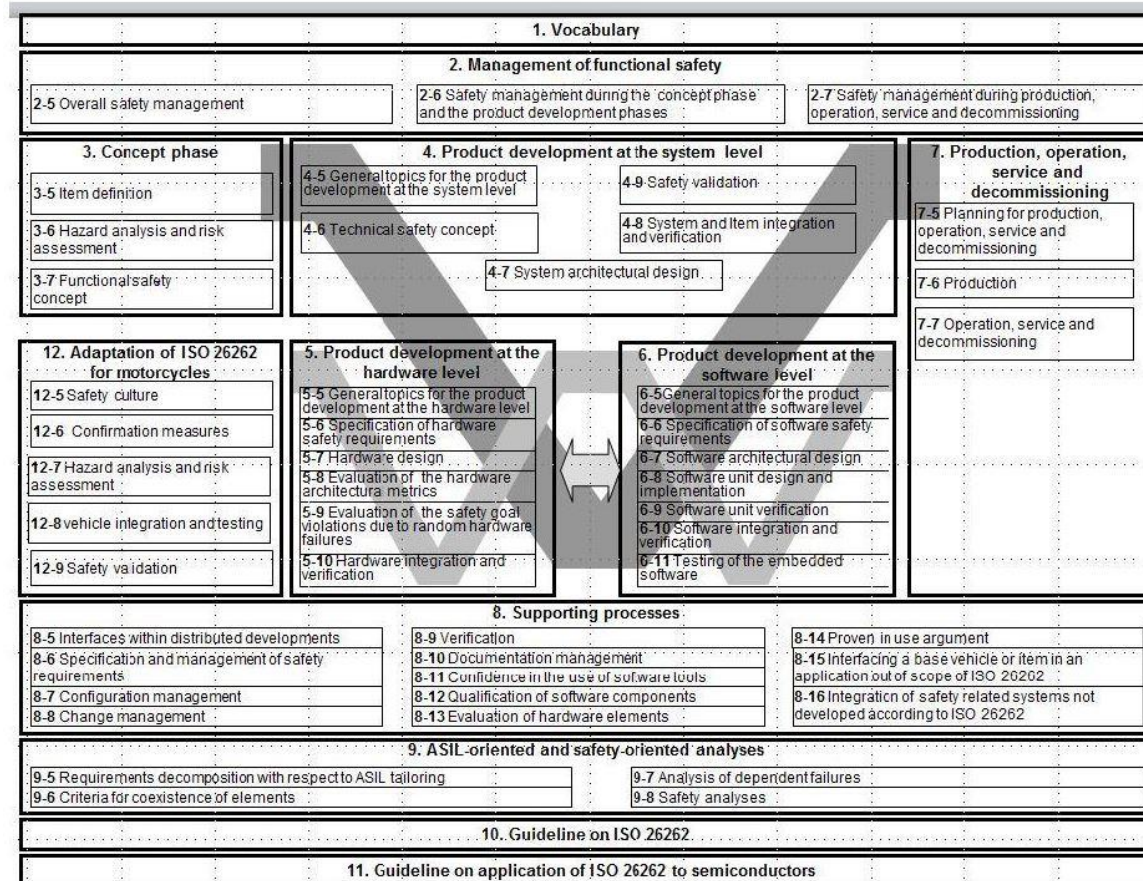 1. Vocabulary
2. Management of functional safety
2-5 Overall safety management
2-6 Safety management during the concept phase
and the product development phases
2-7 Safety management during production,
operation, service and decommissioning
3. Concept phase
3-5 Item definition
3-6 Hazard analysis and risk
assessment
3-7 Functional safety
concept
4. Product development at the system level
4-5 General topics for the product
development at the system level
4-6 Technical safety concept
4-7 System architectural design
4-9 Safety validation
4-8 System and Item integration
and verification
7. Production, operation,
service and
decommissioning
7-5 Planning for production,
operation, service and
decommissioning
7-6 Production
7-7 Operation, service and
decommissioning
12. Adaptation of ISO 26262
for motorcycles
12-5 Safety culture
12-6 Confirmation measures
12-7 Hazard analysis and risk
assessment
12-8 vehicle integration and testing
12-9 Safety validation
5. Product development at the
hardware level
5-5 General topics for the product
development at the hardware level
5-6 Specification of hardware
safety requirements
5-7 Hardware design
5-8 Evaluation of the hardware
architectural metrics
5-9 Evaluation of the safety goal
violations due to random hardware
failures
5-10 Hardware integration and
verification
6. Product development at the
software level
6-5 General topics for the product
development at the software level
6-6 Specification of software safety
requirements
6-7 Software architectural design
6-8 Software unit design and
implementation
6-9 Software unit verification
6-10 Software integration and
verification
6-11 Testing of the embedded
software
8. Supporting processes
8-5 Interfaces within distributed developments
8-6 Specification and management of safety
requirements
8-7 Configuration management
8-8 Change management
8-9 Verification
8-10 Documentation management
8-11 Confidence in the use of software tools
8-12 Qualification of software components
8-13 Evaluation of hardware elements
8-14 Proven in use argument
8-15 Interfacing a base vehicle or item in an
application out of scope of ISO 26262
8-16 Integration of safety related systems not
developed according to ISO 26262
9. ASIL-oriented and safety-oriented analyses
9-5 Requirements decomposition with respect to ASIL tailoring
9-6 Criteria for coexistence of elements
9-7 Analysis of dependent failures
9-8 Safety analyses
10. Guideline on ISO 26262
11. Guideline on application of ISO 26262 to semiconductors